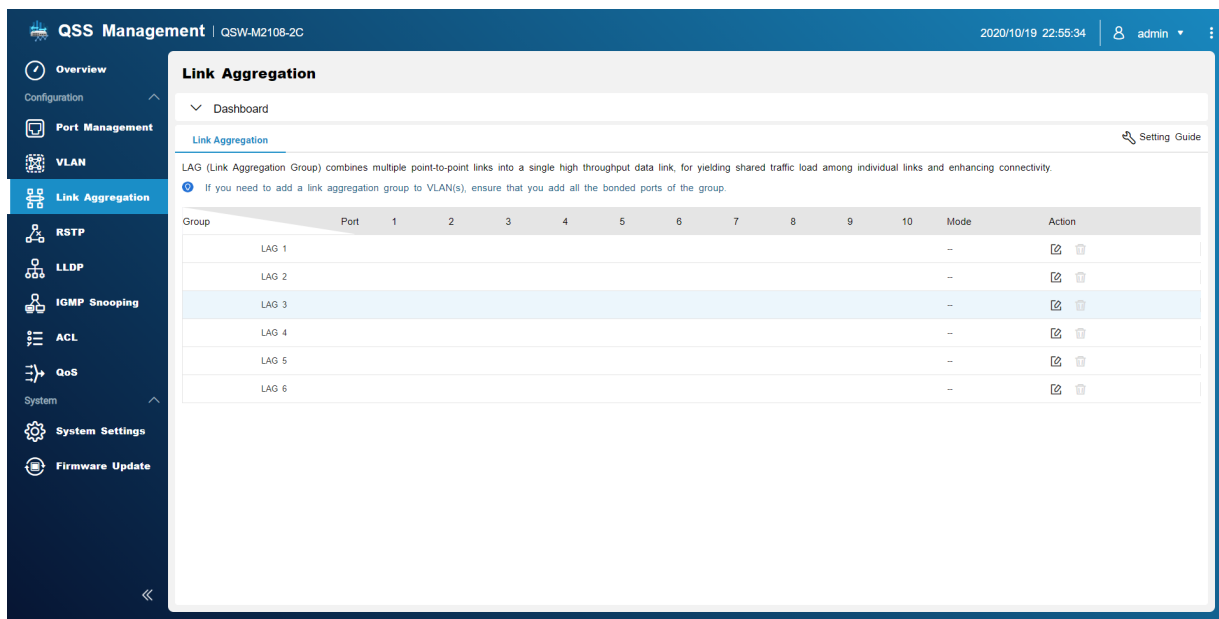 QSS Management | QSW-M2108-2C
2020/10/19 22:55:34
admin
Overview
Configuration
Port Management
VLAN
Link Aggregation
RSTP
LLDP
IGMP Snooping
ACL
QoS
System
System Settings
Firmware Update
Link Aggregation
Dashboard
Link Aggregation
Setting Guide
LAG (Link Aggregation Group) combines multiple point-to-point links into a single high throughput data link, for yielding shared traffic load among individual links and enhancing connectivity.
If you need to add a link aggregation group to VLAN(s), ensure that you add all the bonded ports of the group.
Group Port 1 2 3 4 5 6 7 8 9 10 Mode Action
LAG 1 --
LAG 2 --
LAG 3 --
LAG 4 --
LAG 5 --
LAG 6 --